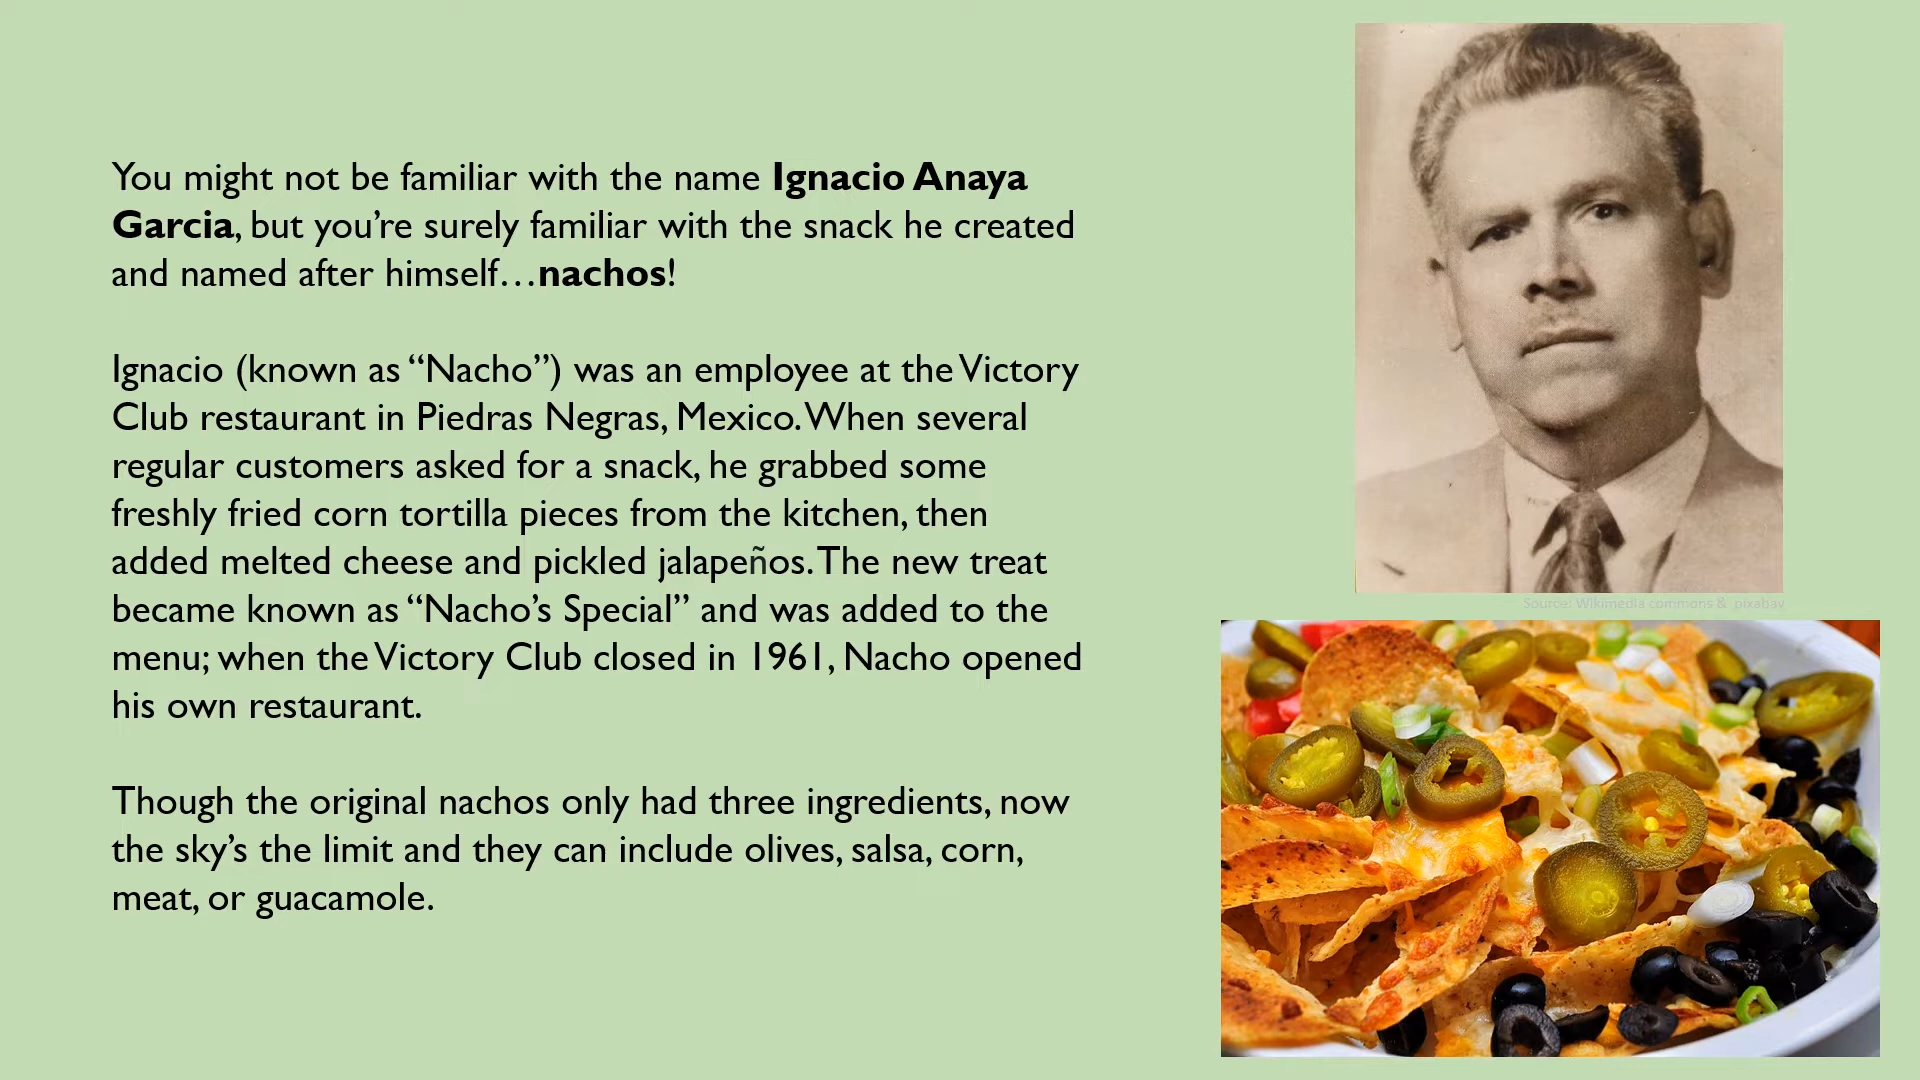 You might not be familiar with the name Ignacio Anaya
Garcia, but you’re surely familiar with the snack he created
and named after himself…nachos!
Ignacio (known as “Nacho”) was an employee at the Victory
Club restaurant in Piedras Negras, Mexico. When several
regular customers asked for a snack, he grabbed some
freshly fried corn tortilla pieces from the kitchen, then
added melted cheese and pickled jalapeños. The new treat
became known as “Nacho’s Special” and was added to the
menu; when the Victory Club closed in 1961, Nacho opened
his own restaurant.
Though the original nachos only had three ingredients, now
the sky’s the limit and they can include olives, salsa, corn,
meat, or guacamole.
Source: Wikimedia commons & pixabay